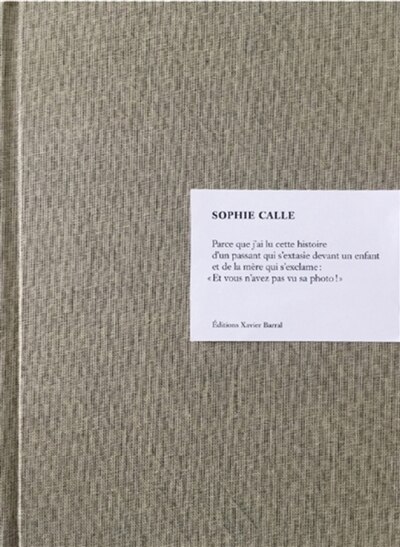 SOPHIE CALLE
Parce que j'ai lu cette histoire
d'un passant qui s'extasie devant un enfant
et de la mère qui s'exclame :
« Et vous n'avez pas vu sa photo ! »
Éditions Xavier Barral